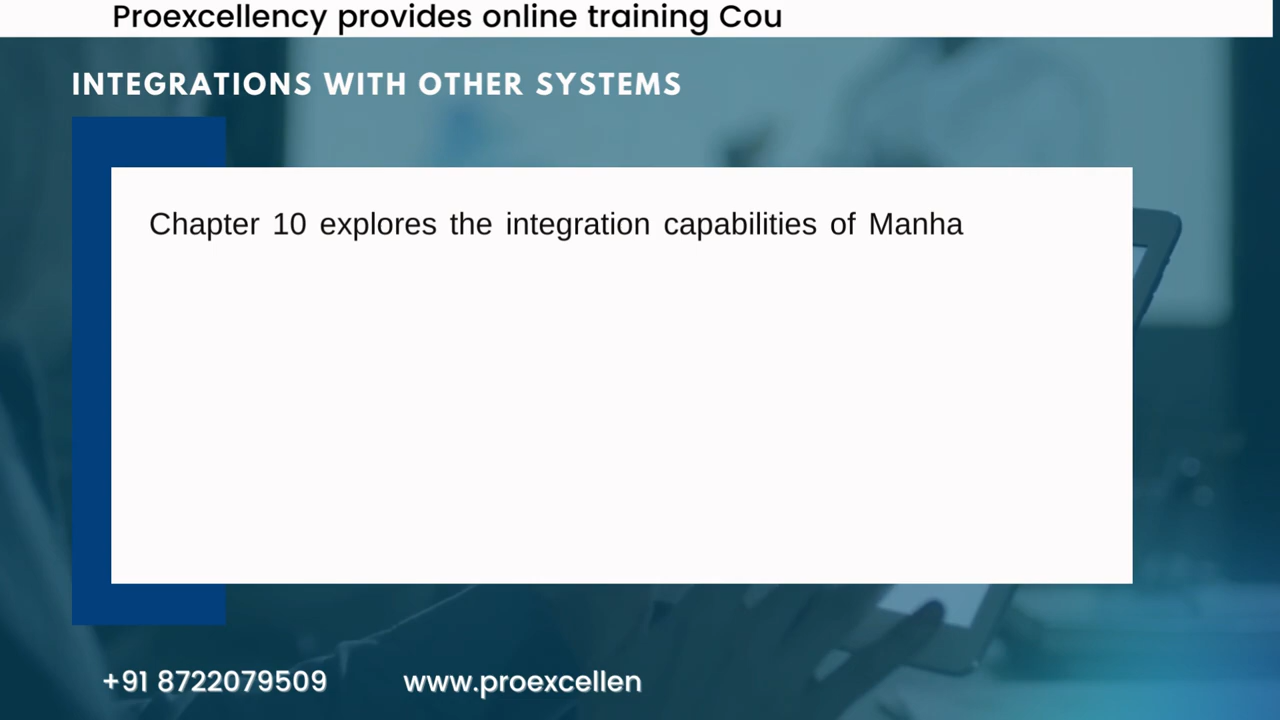 Proexcellency provides online training Cou
INTEGRATIONS WITH OTHER SYSTEMS
Chapter 10 explores the integration capabilities of Manha
+91 8722079509
www.proexcellen